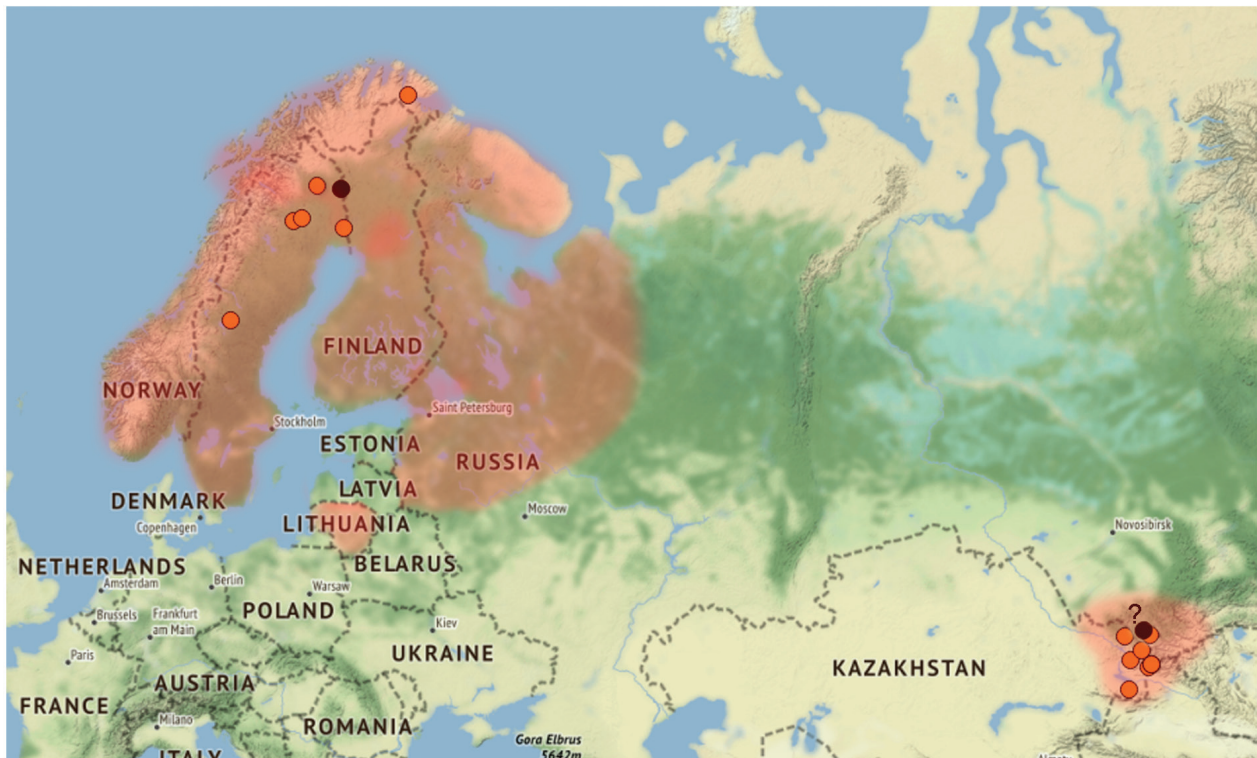 FINLAND
NORWAY
Saint Petersburg
Stockholm
ESTONIA
RUSSIA
LATVIA
DENMARK
Moscow
LITHUANIA
Copenhagen
Novosibirsk
BELARUS
NETHERLANDS
Amsterdam
Berlin
Warsaw
POLAND
?
Brussels
Frankfurt
am Main
Kiev
UKRAINE
Paris
KAZAKHSTAN
AUSTRIA
FRANCE
Milano
ROMANIA
Gora Elbrus
5642m
ITALY